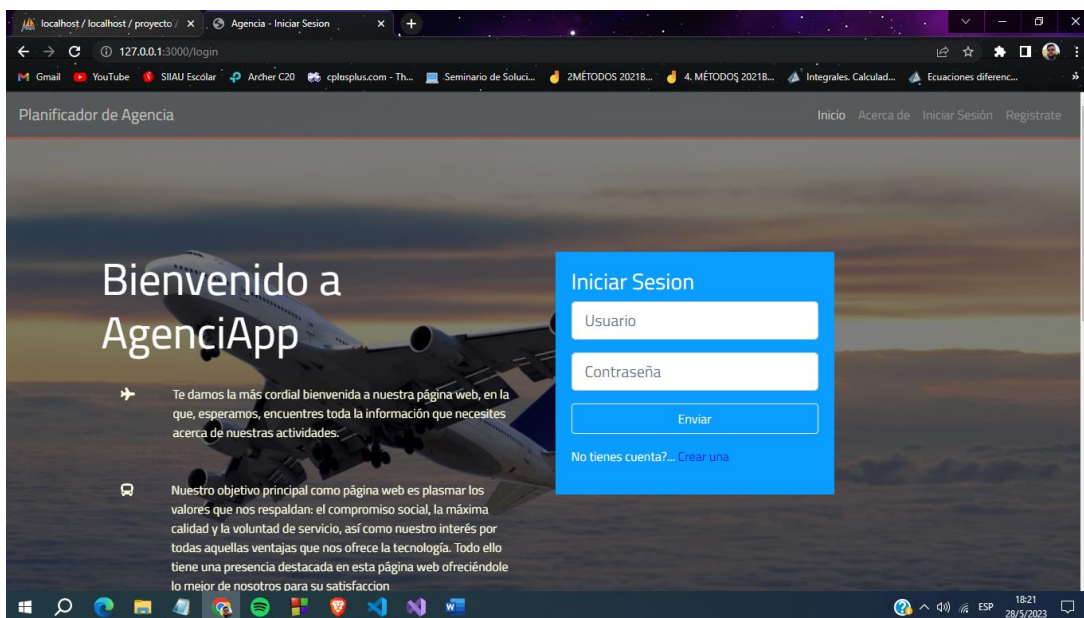 localhost / localhost / proyecto /
Agencia - Iniciar Sesion
127.0.0.1:3000/login
Gmail YouTube SIIAU Escolar Archer C20 cplusplus.com - Th... Seminario de Soluci... 2MÉTODOS 2021B... 4. MÉTODOS 2021B... Integrales. Calculad... Ecuaciones diferenc... »
Planificador de Agencia
Inicio Acerca de Iniciar Sesión Registrate
Bienvenido a
AgenciApp
Te damos la más cordial bienvenida a nuestra página web, en la
que, esperamos, encuentres toda la información que necesites
acerca de nuestras actividades.
Nuestro objetivo principal como página web es plasmar los
valores que nos respaldan: el compromiso social, la máxima
calidad y la voluntad de servicio, así como nuestro interés por
todas aquellas ventajas que nos ofrece la tecnología. Todo ello
tiene una presencia destacada en esta página web ofreciéndole
lo mejor de nosotros para su satisfaccion
Iniciar Sesion
Usuario
Contraseña
Enviar
No tienes cuenta?... Crear una
ESP
18:21
28/5/2023